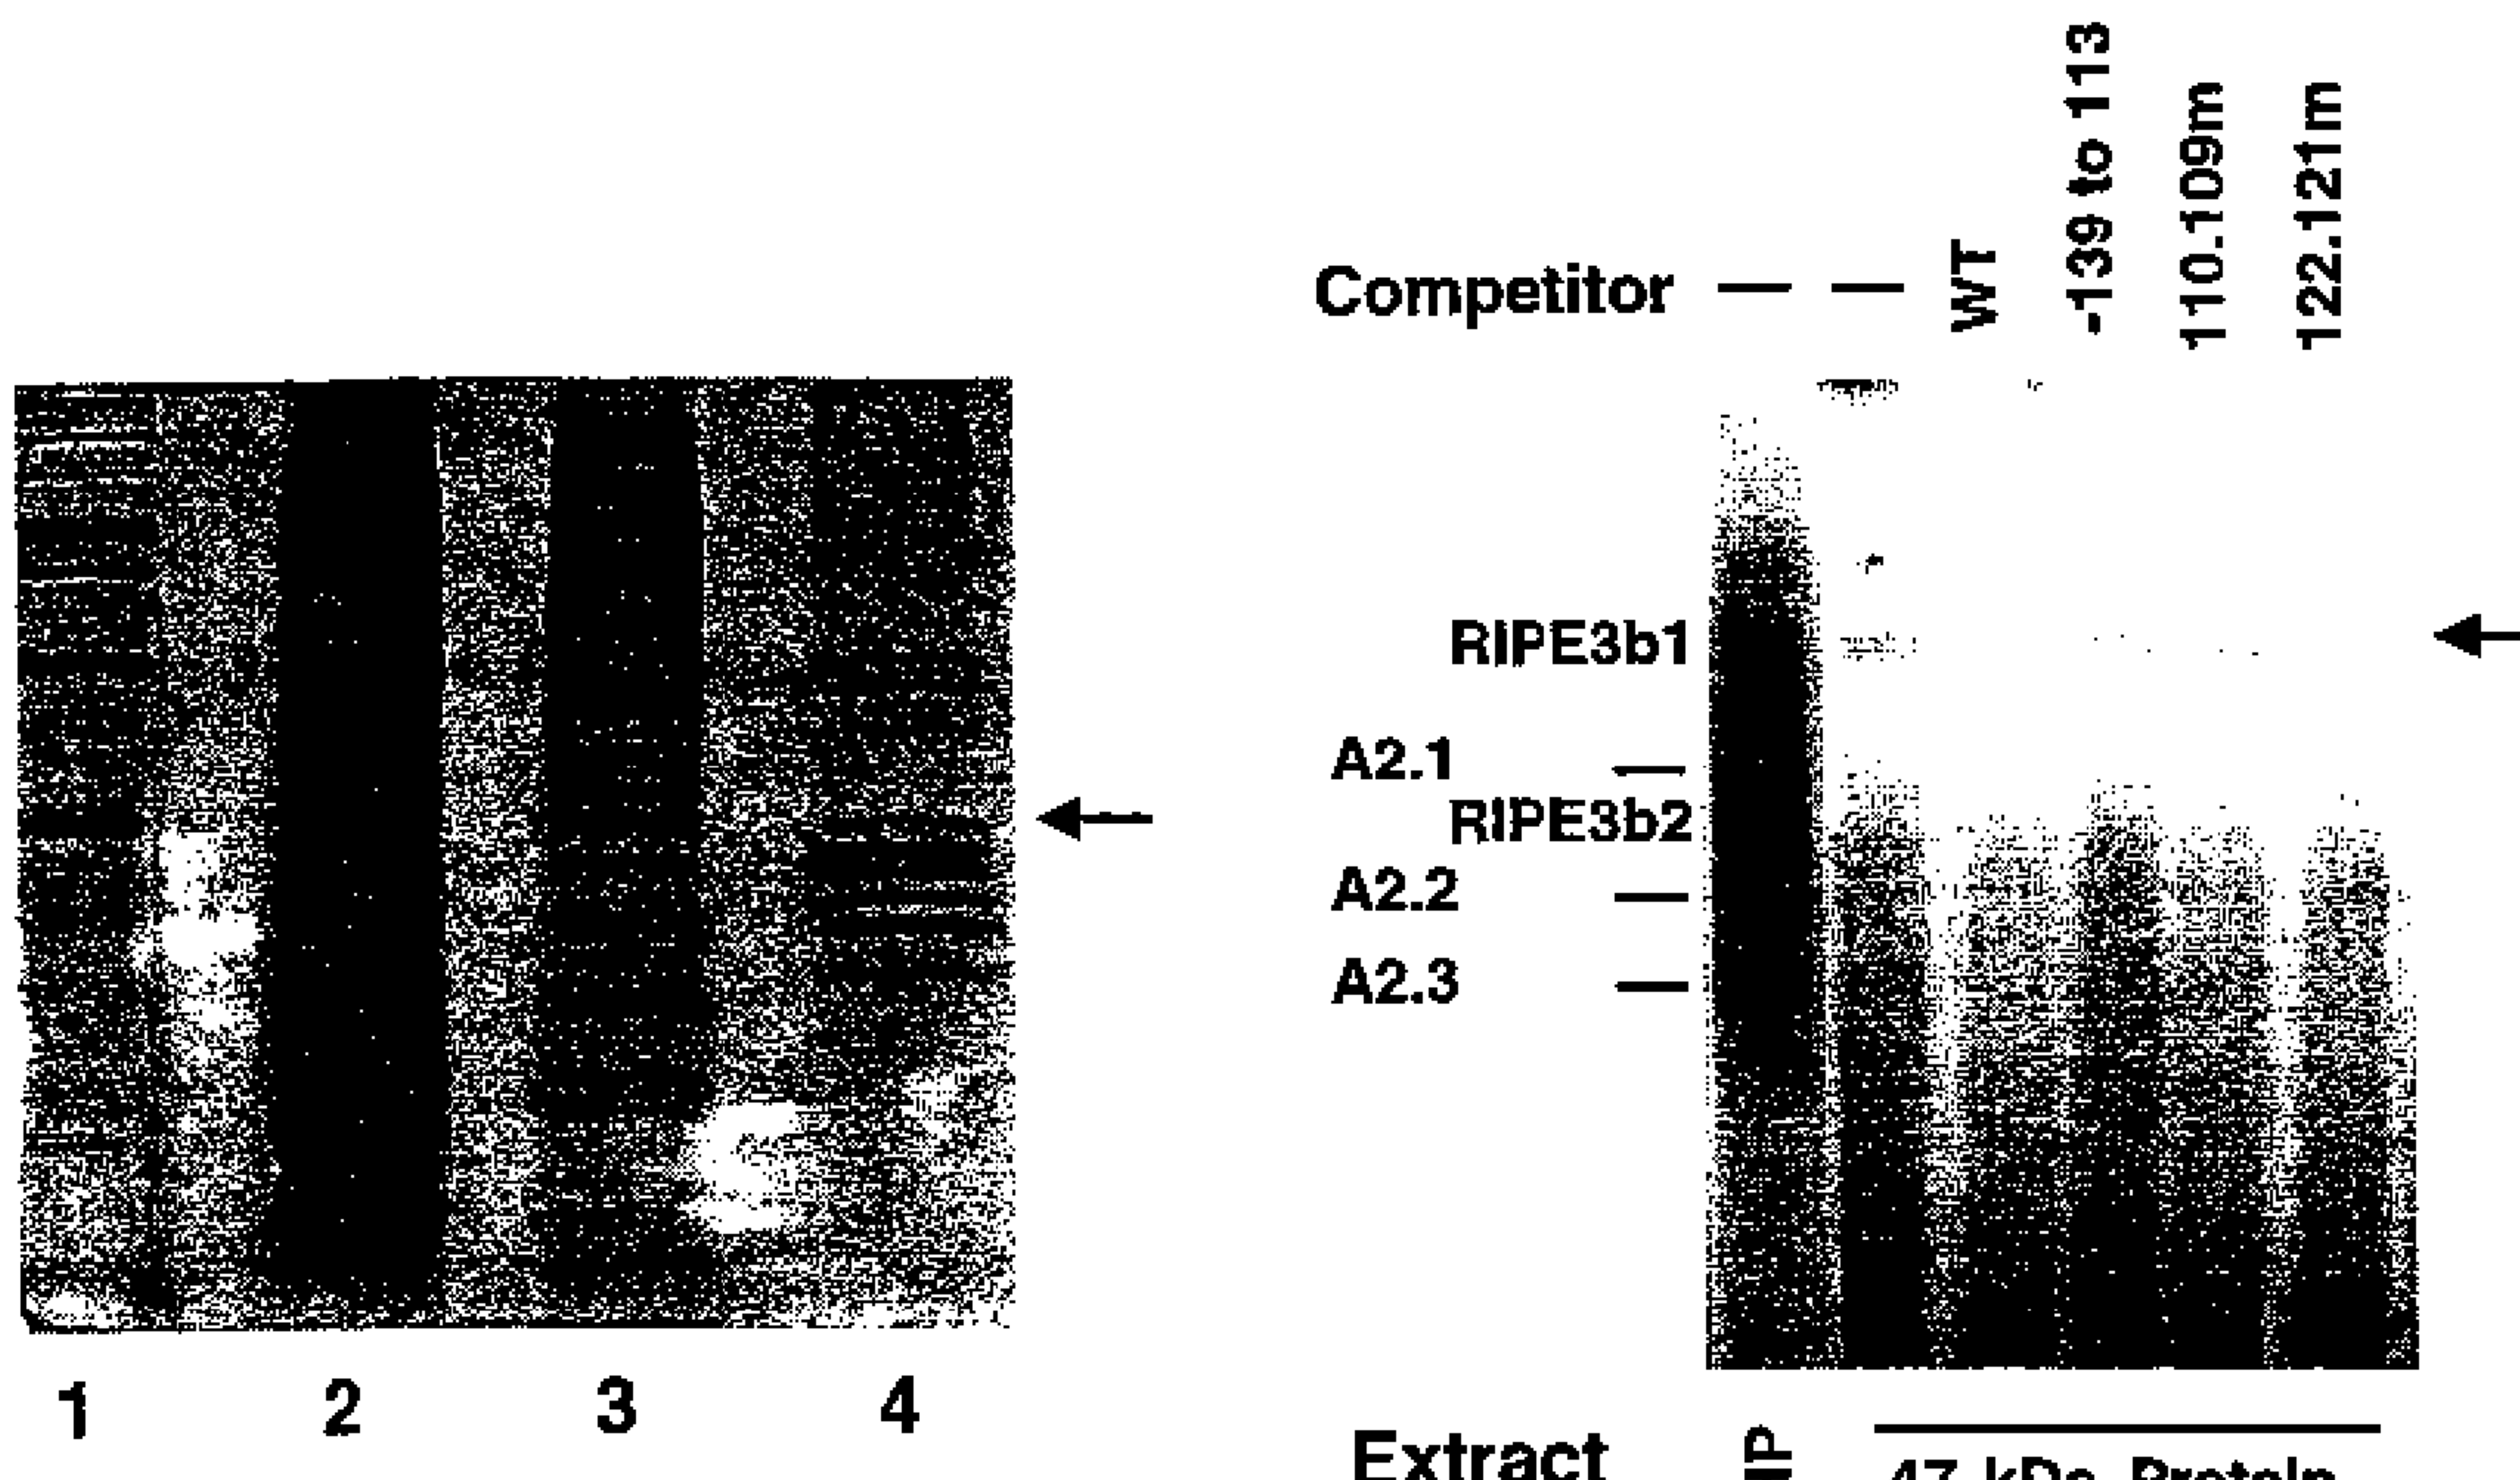 Competitor — — WT -139 to 113 110.109m 122.121m
RIPE3b1
A2.1
RIPE3b2
A2.2
A2.3
1 2 3 4
Extract
47 kDa Protein